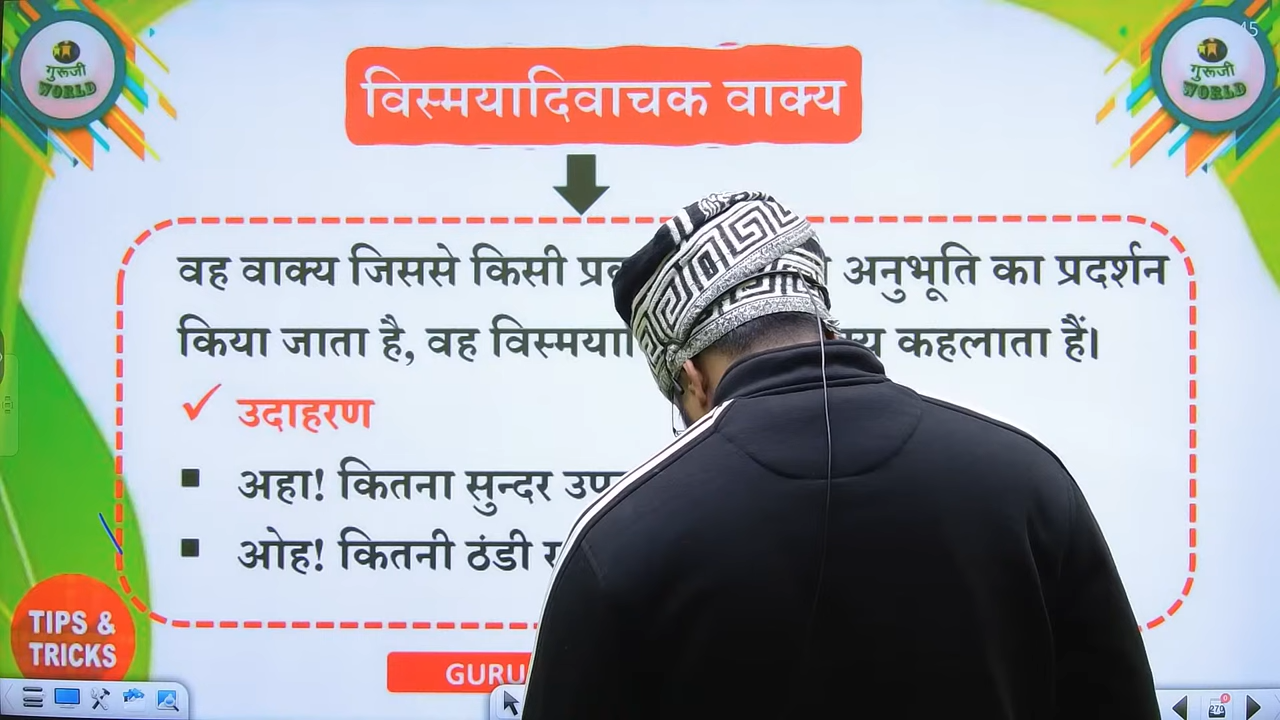 गुरूजी
WORLD
गुरूजी
WORLD
विस्मयादिवाचक वाक्य
वह वाक्य जिससे किसी अनुभूति का प्रदर्शन
किया जाता है, वह कहलाता हैं।
✓ उदाहरण
▪ अहा! कितना सुन्दर
▪ ओह! कितनी ठंडी
TIPS &
TRICKS
GURU
270